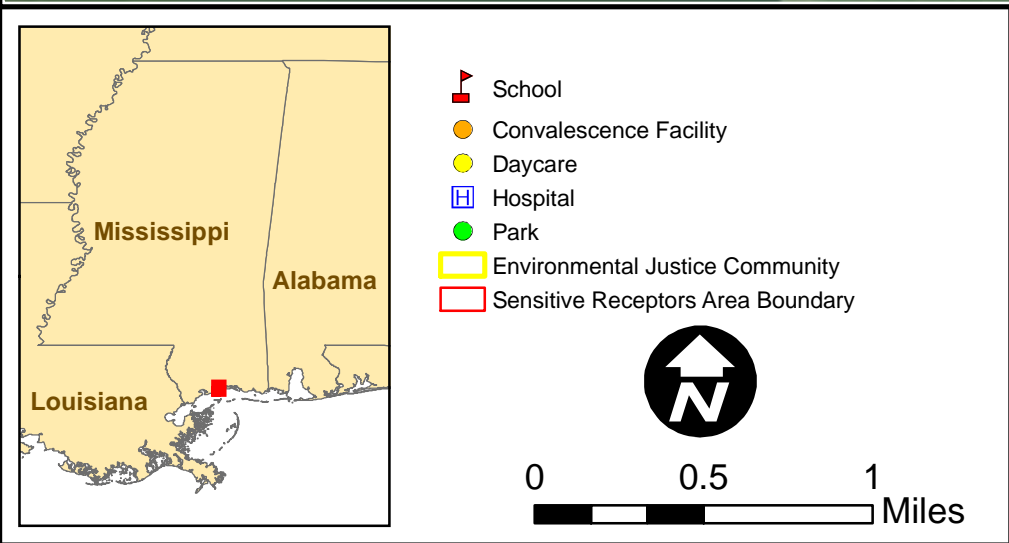 Mississippi
Alabama
Louisiana
School
Convalescence Facility
Daycare
H Hospital
Park
Environmental Justice Community
Sensitive Receptors Area Boundary
N
0 0.5 1
Miles